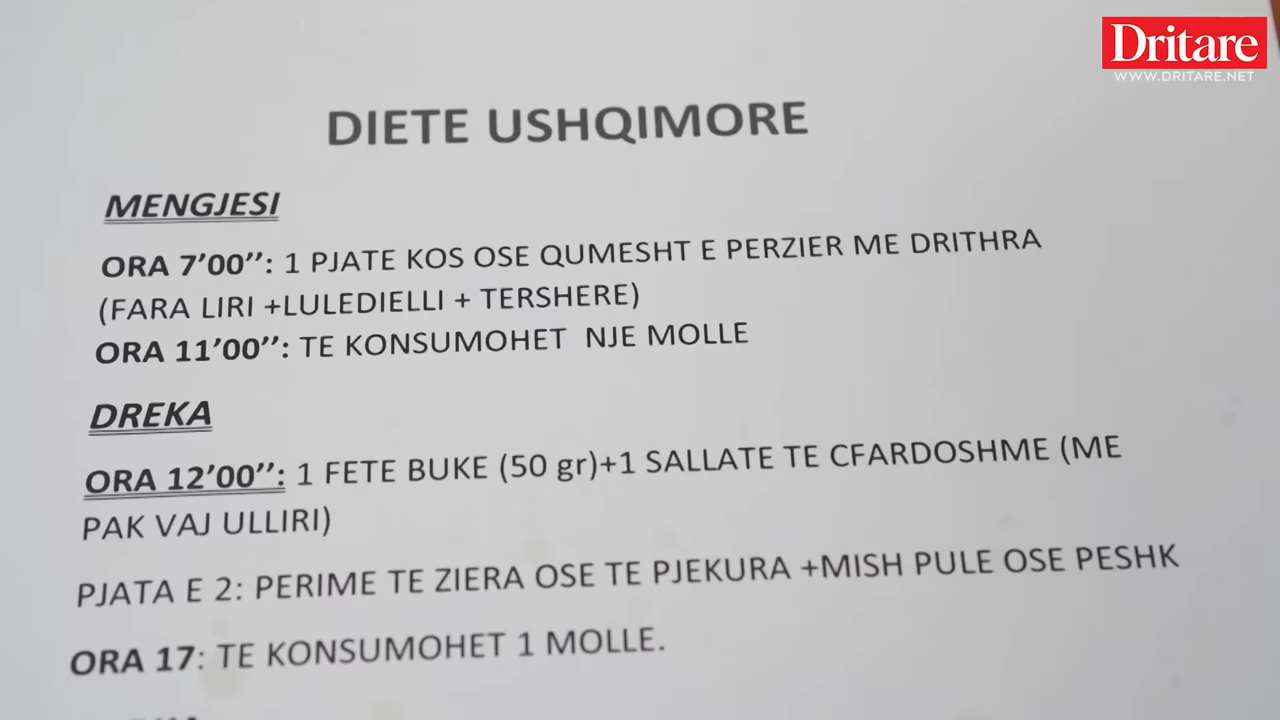 Dritare
WWW.DRITARE.NET
DIETE USHQIMORE
MENGJESI
ORA 7’00’’: 1 PJATE KOS OSE QUMESHT E PERZIER ME DRITHRA
(FARA LIRI +LULEDIELLI + TERSHERE)
ORA 11’00’’: TE KONSUMOHET NJE MOLLE
DREKA
ORA 12’00’’: 1 FETE BUKE (50 gr)+1 SALLATE TE CFARDOSHME (ME
PAK VAJ ULLIRI)
PJATA E 2: PERIME TE ZIERA OSE TE PJEKURA +MISH PULE OSE PESHK
ORA 17: TE KONSUMOHET 1 MOLLE.